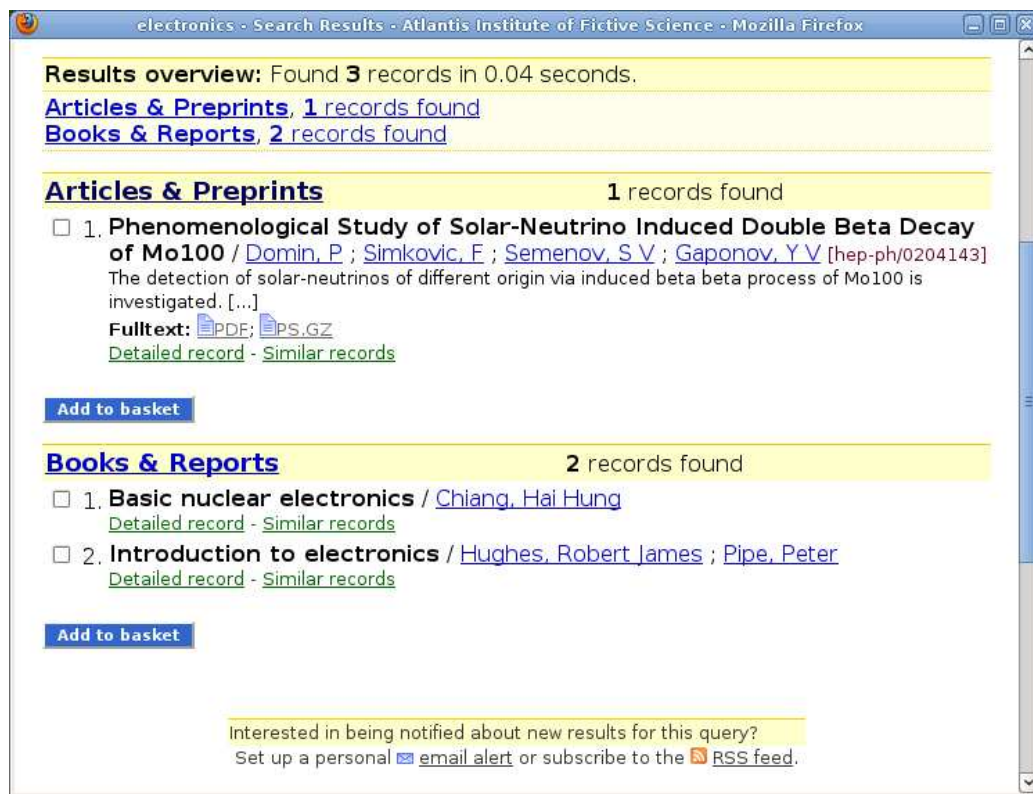 electronics - Search Results - Atlantis Institute of Fictive Science - Mozilla Firefox
Results overview: Found 3 records in 0.04 seconds.
Articles & Preprints, 1 records found
Books & Reports, 2 records found
Articles & Preprints 1 records found
1. Phenomenological Study of Solar-Neutrino Induced Double Beta Decay
of Mo100 / Domin, P ; Simkovic, F ; Semenov, S V ; Gaponov, Y V [hep-ph/0204143]
The detection of solar-neutrinos of different origin via induced beta beta process of Mo100 is
investigated. [...]
Fulltext: PDF; PS.GZ
Detailed record - Similar records
Add to basket
Books & Reports 2 records found
1. Basic nuclear electronics / Chiang, Hai Hung
Detailed record - Similar records
2. Introduction to electronics / Hughes, Robert James ; Pipe, Peter
Detailed record - Similar records
Add to basket
Interested in being notified about new results for this query?
Set up a personal email alert or subscribe to the RSS feed.